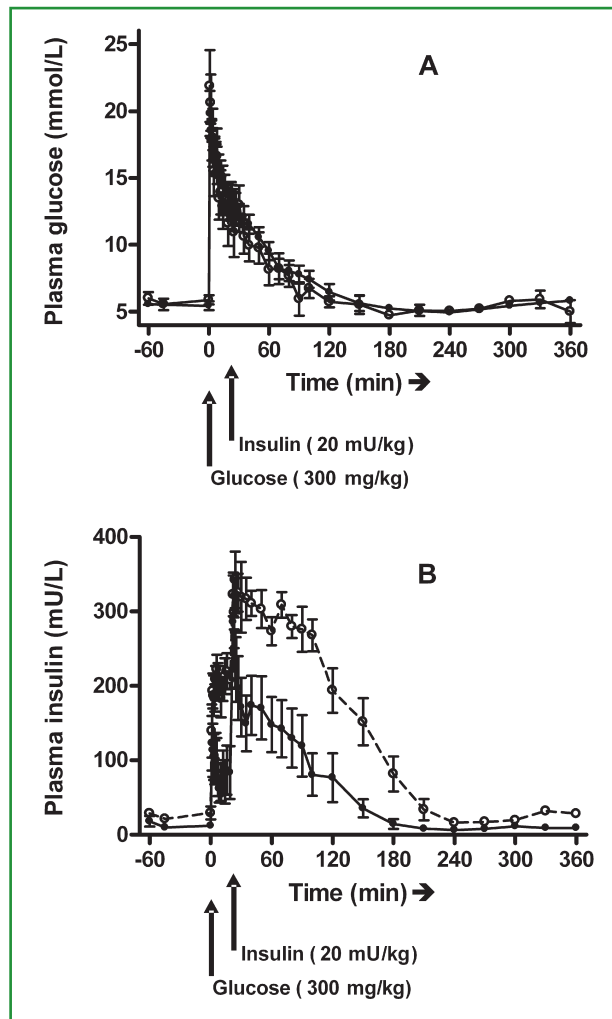 A
Plasma glucose (mmol/L)
25
20
15
10
5
-60 0 60 120 180 240 300 360
Time (min) ➔
Insulin ( 20 mU/kg)
Glucose ( 300 mg/kg)
B
Plasma insulin (mU/L)
400
300
200
100
0
-60 0 60 120 180 240 300 360
Time (min) ➔
Insulin ( 20 mU/kg)
Glucose ( 300 mg/kg)